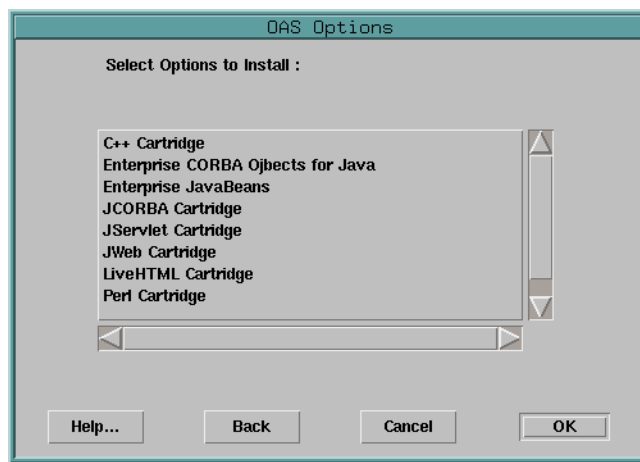 OAS Options
Select Options to Install :
C++ Cartridge
Enterprise CORBA Ojbects for Java
Enterprise JavaBeans
JCORBA Cartridge
JServlet Cartridge
JWeb Cartridge
LiveHTML Cartridge
Perl Cartridge
Help... Back Cancel OK